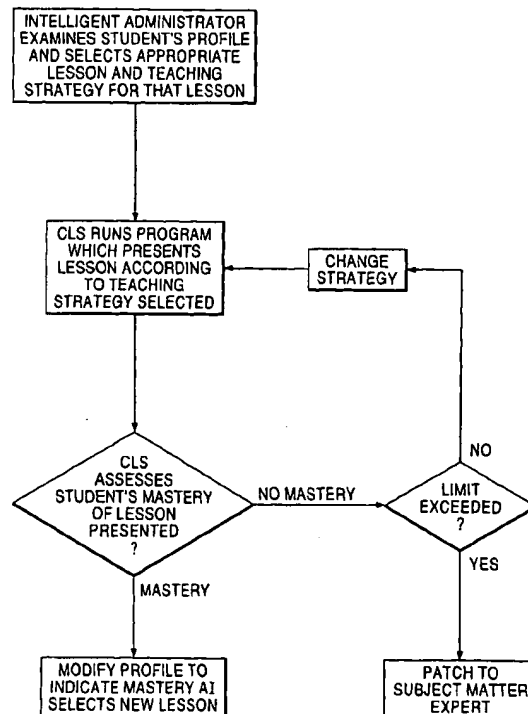 INTELLIGENT ADMINISTRATOR
EXAMINES STUDENT'S PROFILE
AND SELECTS APPROPRIATE
LESSON AND TEACHING
STRATEGY FOR THAT LESSON
CLS RUNS PROGRAM
WHICH PRESENTS
LESSON ACCORDING
TO TEACHING
STRATEGY SELECTED
CHANGE
STRATEGY
CLS
ASSESSES
STUDENT'S MASTERY
OF LESSON
PRESENTED
?
NO MASTERY
LIMIT
EXCEEDED
?
NO
YES
MASTERY
MODIFY PROFILE TO
INDICATE MASTERY AI
SELECTS NEW LESSON
PATCH TO
SUBJECT MATTER
EXPERT